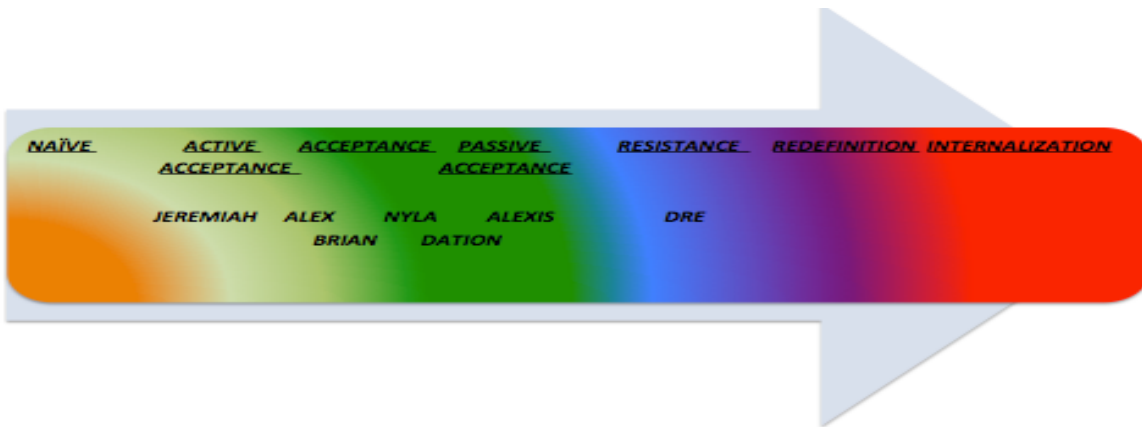 NAÏVE ACTIVE ACCEPTANCE PASSIVE RESISTANCE REDEFINITION INTERNALIZATION
ACCEPTANCE ACCEPTANCE
JEREMIAH ALEX NYLA ALEXIS DRE
BRIAN DATION